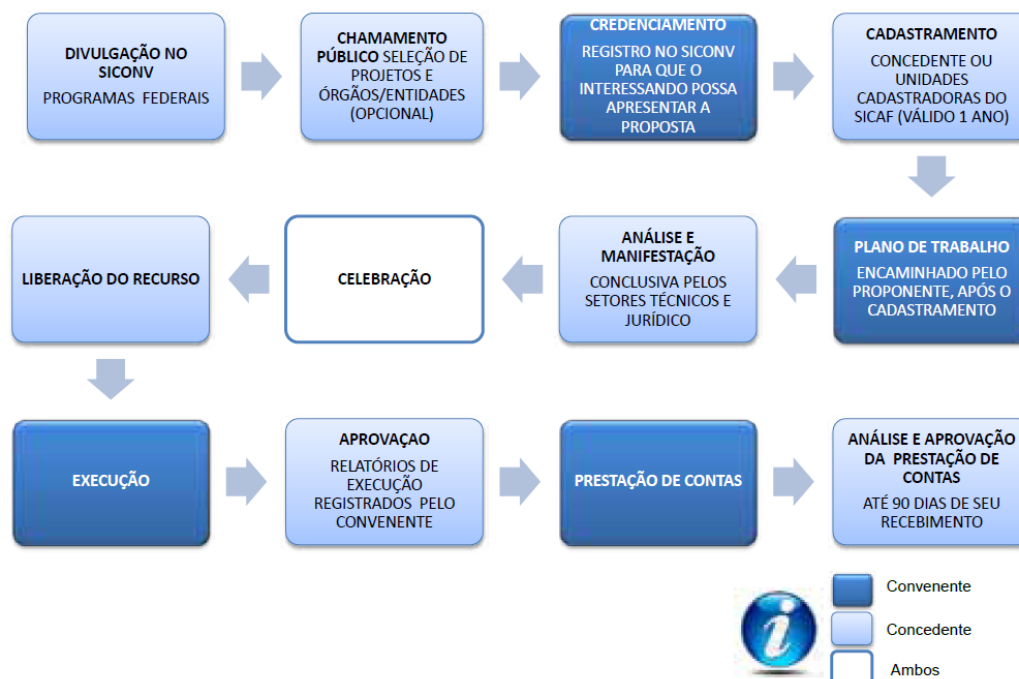 DIVULGAÇÃO NO
SICONV
PROGRAMAS FEDERAIS
CHAMAMENTO
PÚBLICO SELEÇÃO DE
PROJETOS E
ÓRGÃOS/ENTIDADES
(OPCIONAL)
CREDENCIAMENTO
REGISTRO NO SICONV
PARA QUE O
INTERESSANDO POSSA
APRESENTAR A
PROPOSTA
CADASTRAMENTO
CONCEDENTE OU
UNIDADES
CADASTRADORAS DO
SICAF (VÁLIDO 1 ANO)
LIBERAÇÃO DO RECURSO
CELEBRAÇÃO
ANÁLISE E
MANIFESTAÇÃO
CONCLUSIVA PELOS
SETORES TÉCNICOS E
JURÍDICO
PLANO DE TRABALHO
ENCAMINHADO PELO
PROPONENTE, APÓS O
CADASTRAMENTO
EXECUÇÃO
APROVAÇAO
RELATÓRIOS DE
EXECUÇÃO
REGISTRADOS PELO
CONVENENTE
PRESTAÇÃO DE CONTAS
ANÁLISE E APROVAÇÃO
DA PRESTAÇÃO DE
CONTAS
ATÉ 90 DIAS DE SEU
RECEBIMENTO
i
Convenente
Concedente
Ambos